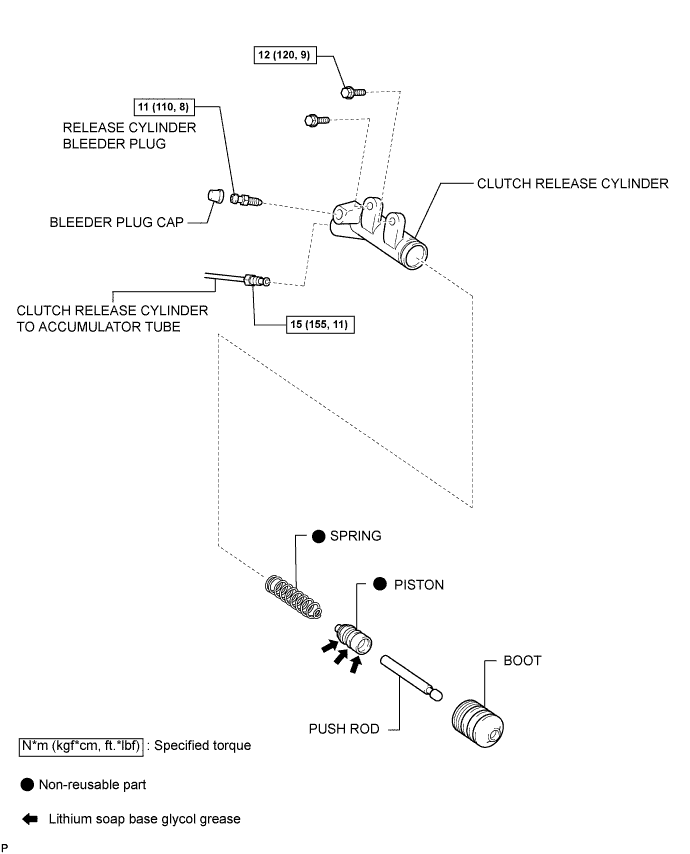 12 (120, 9)
11 (110, 8)
RELEASE CYLINDER
BLEEDER PLUG
CLUTCH RELEASE CYLINDER
BLEEDER PLUG CAP
CLUTCH RELEASE CYLINDER
TO ACCUMULATOR TUBE
15 (155, 11)
SPRING
PISTON
BOOT
PUSH ROD
N*m (kgf*cm, ft.*lbf) : Specified torque
Non-reusable part
Lithium soap base glycol grease
P